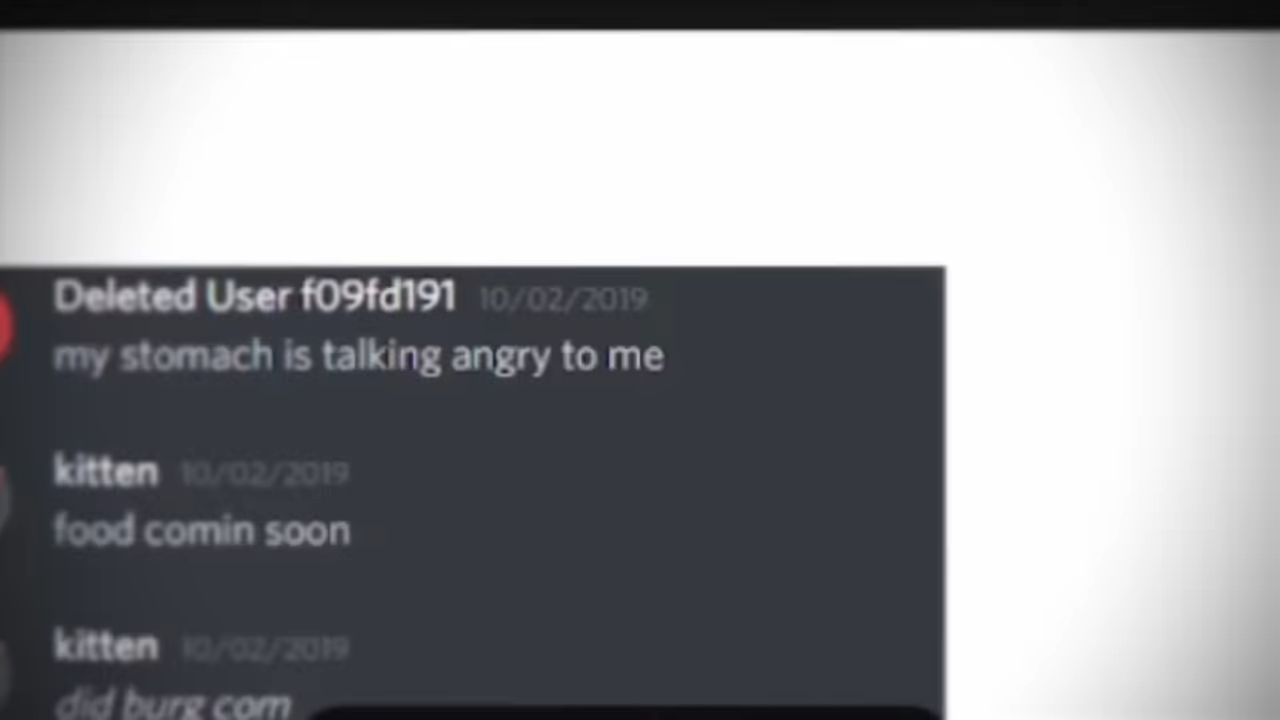 Deleted User f09fd191 10/02/2019
my stomach is talking angry to me
kitten 10/02/2019
food comin soon
kitten 10/02/2019
did burg com